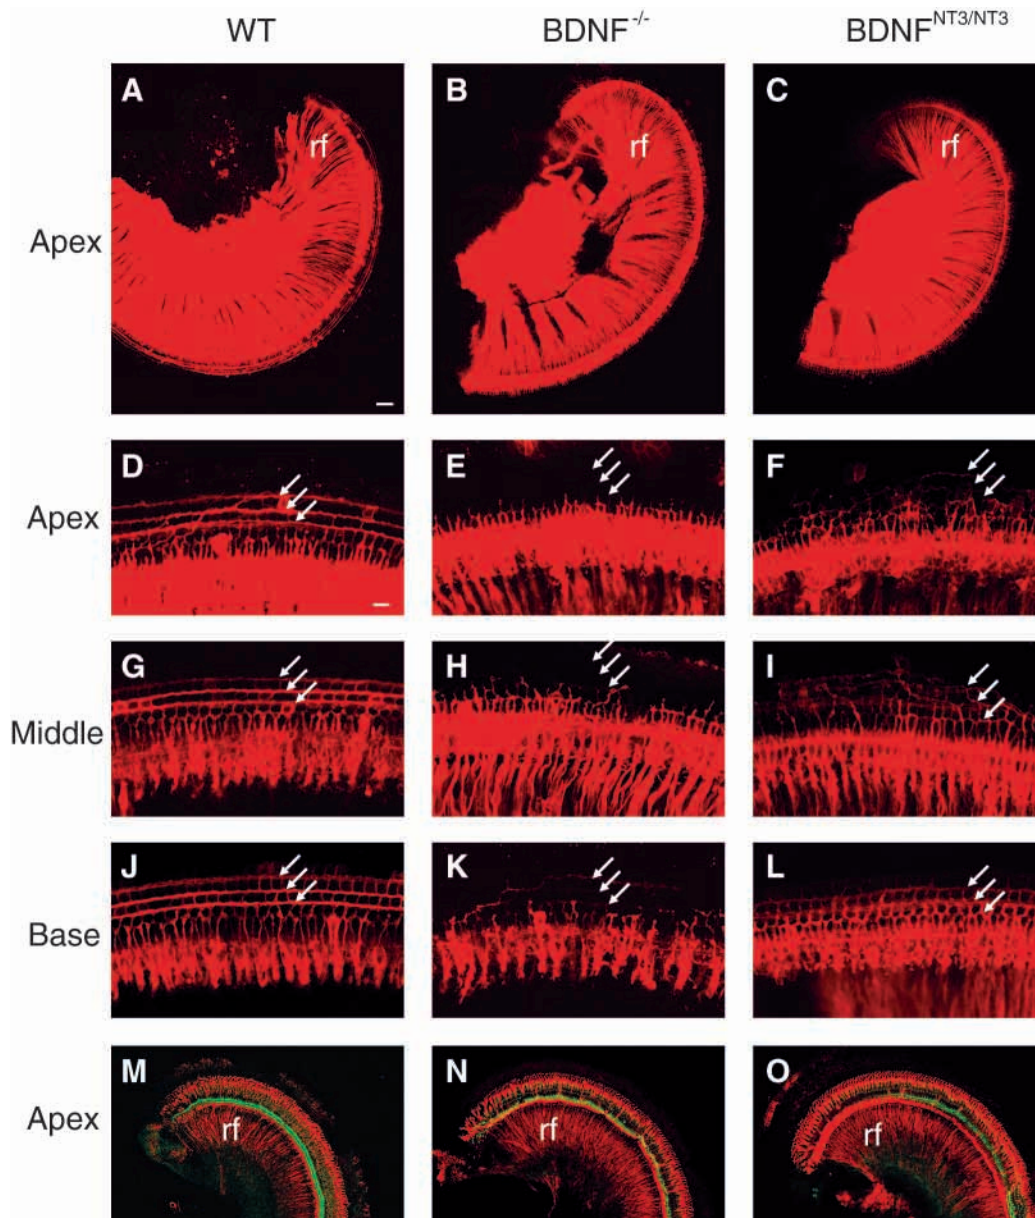 WT BDNF-/- BDNFNT3/NT3
A B C
rf rf rf
Apex
D E F
Apex
G H I
Middle
J K L
Base
M N O
Apex
rf rf rf